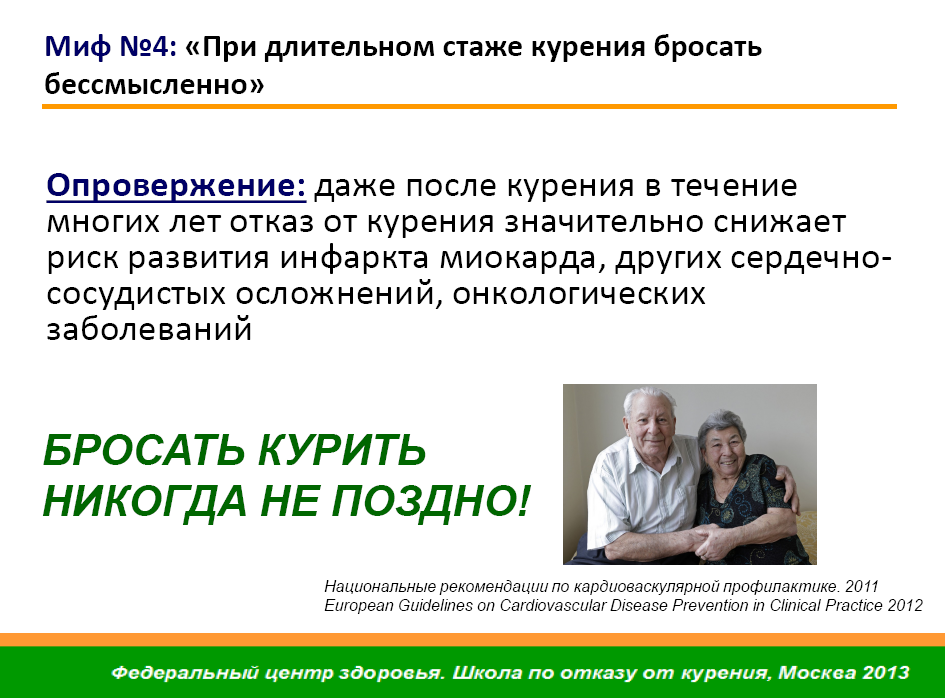 Миф №4: «При длительном стаже курения бросать
бессмысленно»
Опровержение: даже после курения в течение
многих лет отказ от курения значительно снижает
риск развития инфаркта миокарда, других сердечно-
сосудистых осложнений, онкологических
заболеваний
БРОСАТЬ КУРИТЬ
НИКОГДА НЕ ПОЗДНО!
Национальные рекомендации по кардиоваскулярной профилактике. 2011
European Guidelines on Cardiovascular Disease Prevention in Clinical Practice 2012
Федеральный центр здоровья. Школа по отказу от курения, Москва 2013